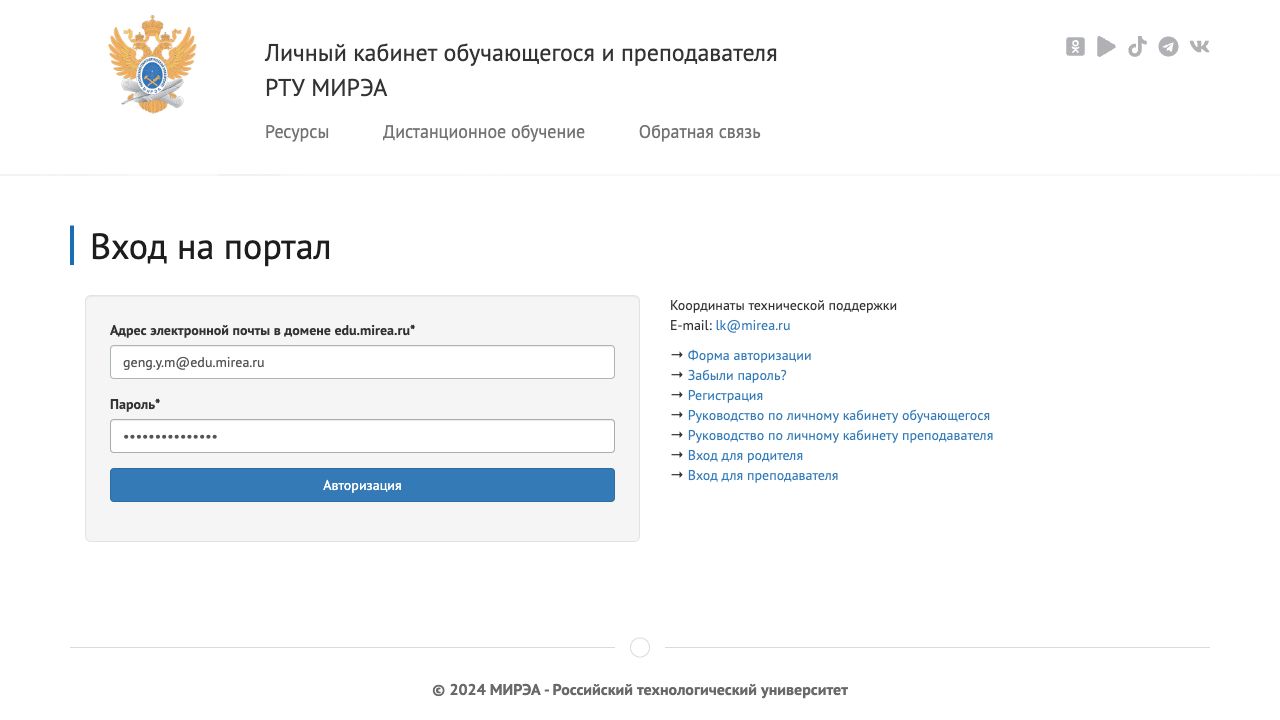 Личный кабинет обучающегося и преподавателя
РТУ МИРЭА
Ресурсы Дистанционное обучение Обратная связь
Вход на портал
Адрес электронной почты в домене edu.mirea.ru*
geng.y.m@edu.mirea.ru
Пароль*
•••••••••••••••
Авторизация
Координаты технической поддержки
E-mail: lk@mirea.ru
→ Форма авторизации
→ Забыли пароль?
→ Регистрация
→ Руководство по личному кабинету обучающегося
→ Руководство по личному кабинету преподавателя
→ Вход для родителя
→ Вход для преподавателя
© 2024 МИРЭА - Российский технологический университет